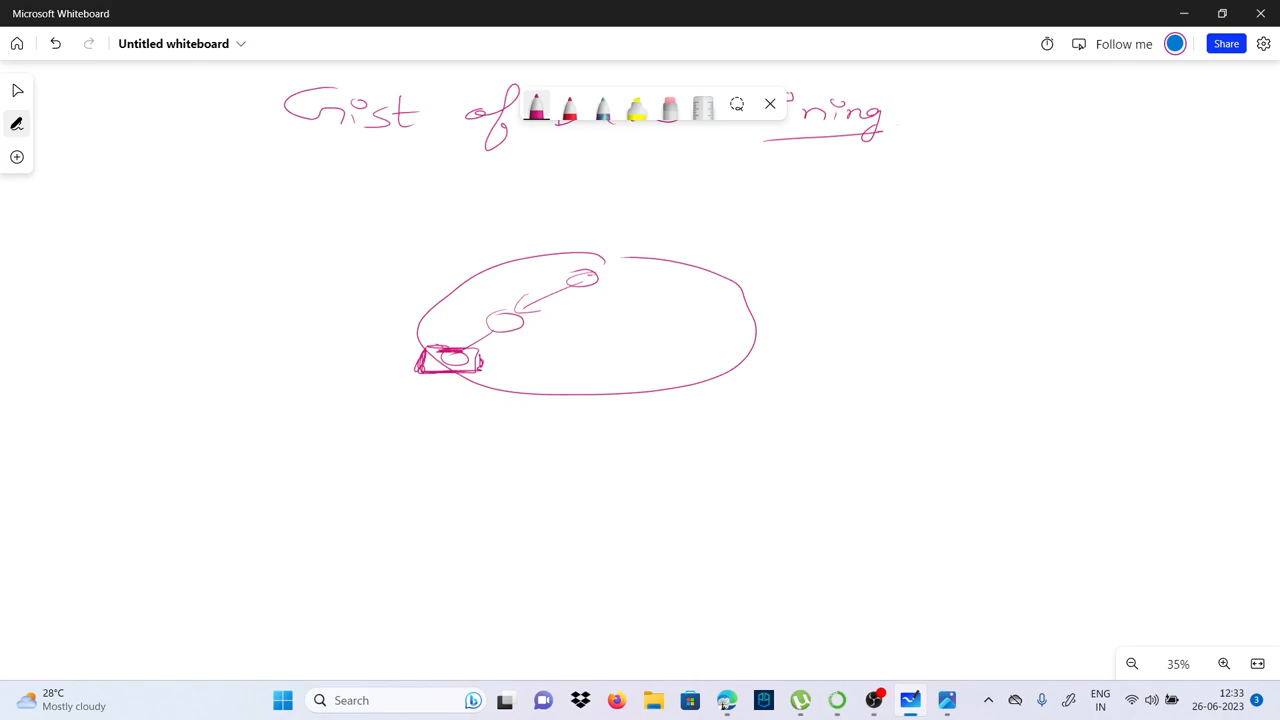 Microsoft Whiteboard
Untitled whiteboard
Follow me
Share
Gist of
ning
35%
28°C
Mostly cloudy
Search
ENG
IN
12:33
26-06-2023
3